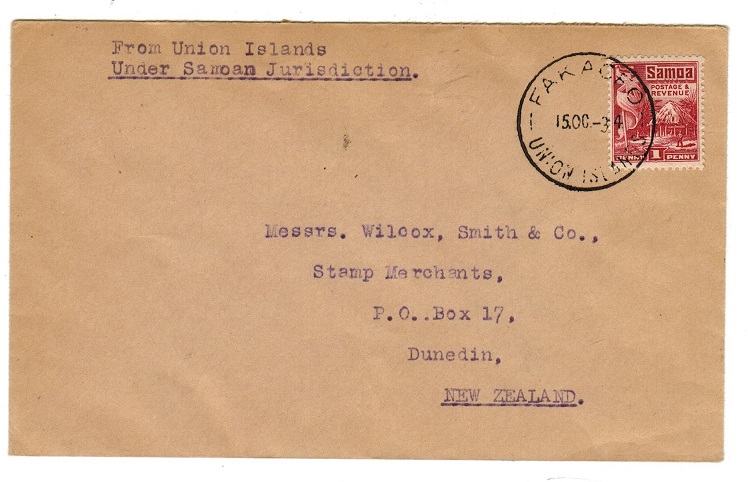 From Union Islands
Under Samoan Jurisdiction.
FAKAOFO
15.OC.-34
UNION ISLANDS
Samoa
POSTAGE &
REVENUE
PENNY 1 PENNY
Messrs. Wilcox, Smith & Co.,
Stamp Merchants,
P.O..Box 17,
Dunedin,
NEW ZEALAND.